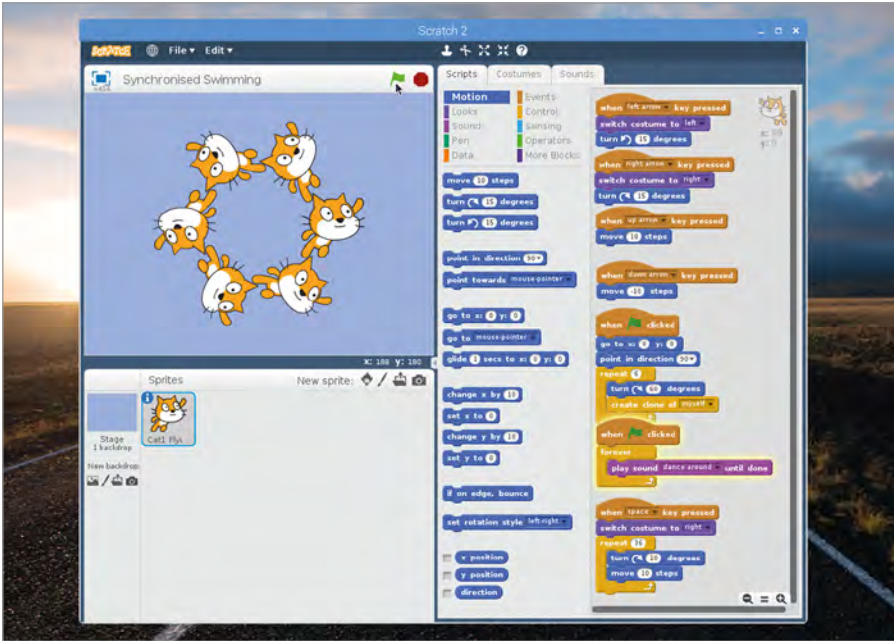 Scratch 2
SCRATCH File Edit
Synchronised Swimming
v454
X: 188 Y: 180
Sprites New sprite:
Stage
1 backdrop
New backdrop:
Cat1 Flyi
Scripts Costumes Sounds
Motion Events
Looks Control
Sound Sensing
Pen Operators
Data More Blocks
move 10 steps
turn 15 degrees
turn 15 degrees
point in direction 90
point towards mouse-pointer
go to x: 0 y: 0
go to mouse-pointer
glide 1 secs to x: 0 y: 0
change x by 10
set x to 0
change y by 10
set y to 0
if on edge, bounce
set rotation style left-right
x position
y position
direction
when left arrow key pressed
switch costume to left
turn 15 degrees
when right arrow key pressed
switch costume to right
turn 15 degrees
when up arrow key pressed
move 10 steps
when down arrow key pressed
move -10 steps
when clicked
go to x: 0 y: 0
point in direction 90
repeat 6
turn 60 degrees
create clone of myself
when clicked
forever
play sound dance around until done
when space key pressed
switch costume to right
repeat 36
turn 10 degrees
move 10 steps